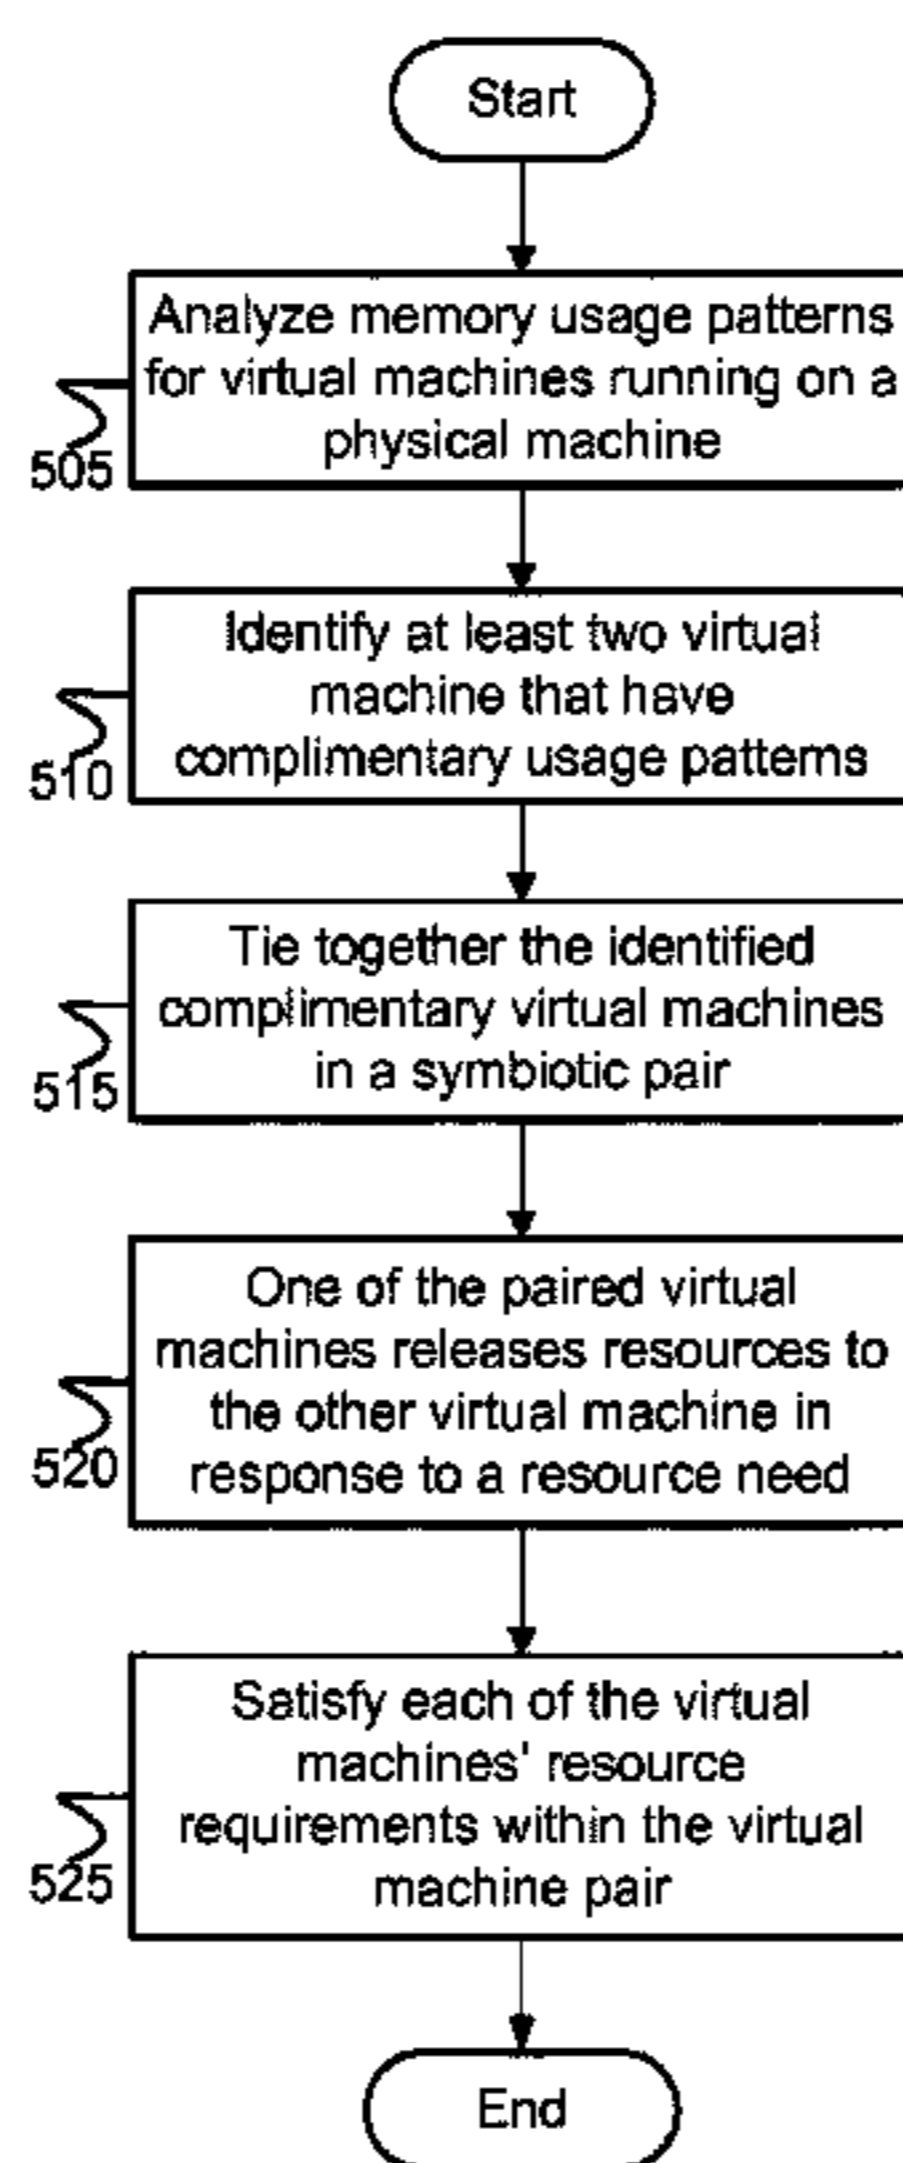 Start
Analyze memory usage patterns
for virtual machines running on a
physical machine
505
Identify at least two virtual
machine that have
complimentary usage patterns
510
Tie together the identified
complimentary virtual machines
in a symbiotic pair
515
One of the paired virtual
machines releases resources to
the other virtual machine in
response to a resource need
520
Satisfy each of the virtual
machines' resource
requirements within the virtual
machine pair
525
End